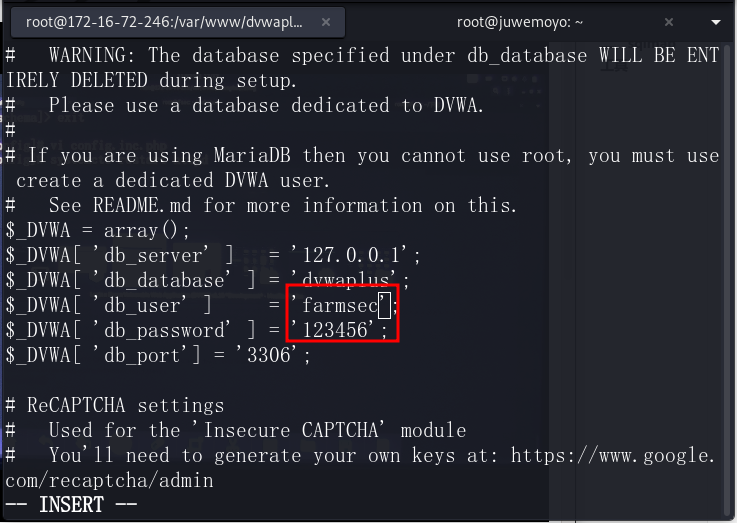 root@172-16-72-246:/var/www/dvwapl... × root@juwemoyo: ~ ×
#   WARNING: The database specified under db_database WILL BE ENT
IRELY DELETED during setup.
#   Please use a database dedicated to DVWA.
#
# If you are using MariaDB then you cannot use root, you must use
 create a dedicated DVWA user.
#   See README.md for more information on this.
$_DVWA = array();
$_DVWA[ 'db_server' ]   = '127.0.0.1';
$_DVWA[ 'db_database' ] = 'dvwaplus';
$_DVWA[ 'db_user' ]     = 'farmsec';
$_DVWA[ 'db_password' ] = '123456';
$_DVWA[ 'db_port'] = '3306';
# ReCAPTCHA settings
#   Used for the 'Insecure CAPTCHA' module
#   You'll need to generate your own keys at: https://www.google.
com/recaptcha/admin
-- INSERT --